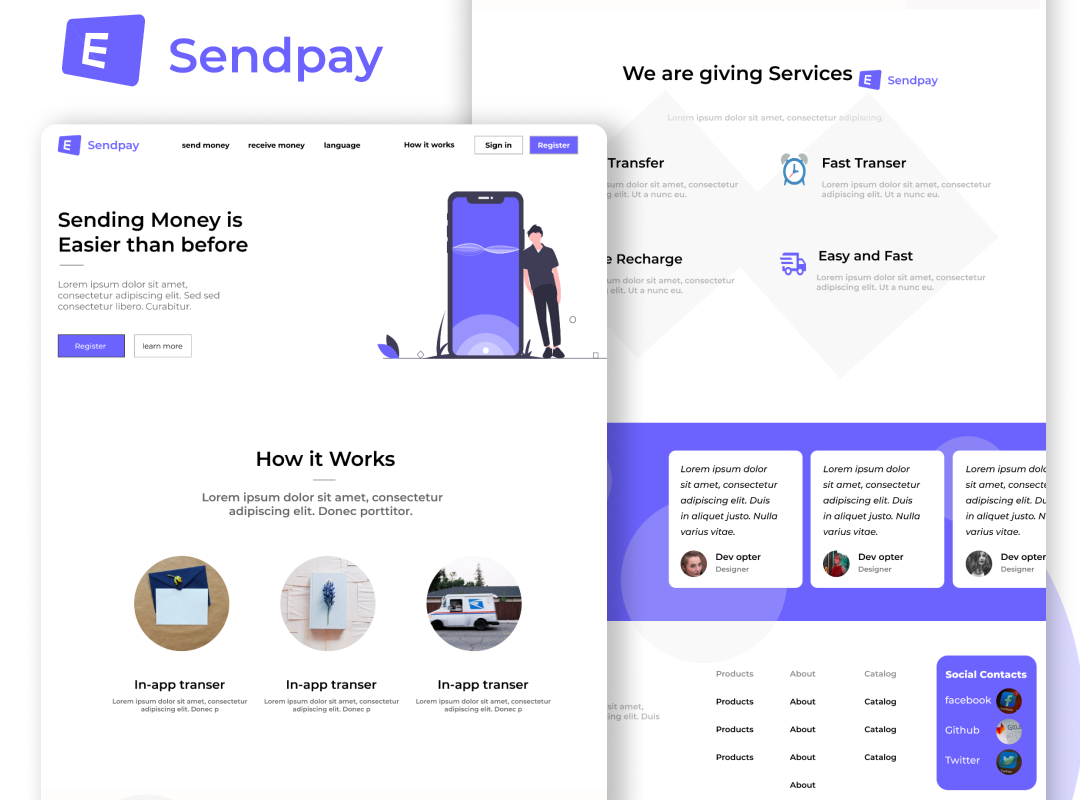 E Sendpay
E Sendpay
send money
receive money
language
How it works
Sign in
Register
Sending Money is
Easier than before
Lorem ipsum dolor sit amet,
consectetur adipiscing elit. Sed sed
consectetur libero. Curabitur.
Register
learn more
How it Works
Lorem ipsum dolor sit amet, consectetur
adipiscing elit. Donec porttitor.
In-app transer
Lorem ipsum dolor sit amet, consectetur
adipiscing elit. Donec p
In-app transer
Lorem ipsum dolor sit amet, consectetur
adipiscing elit. Donec p
In-app transer
Lorem ipsum dolor sit amet, consectetur
adipiscing elit. Donec p
We are giving Services E Sendpay
Lorem ipsum dolor sit amet, consectetur adipiscing.
Transfer
sum dolor sit amet, consectetur
g elit. Ut a nunc eu.
Fast Transer
Lorem ipsum dolor sit amet, consectetur
adipiscing elit. Ut a nunc eu.
e Recharge
sum dolor sit amet, consectetur
elit. Ut a nunc eu.
Easy and Fast
Lorem ipsum dolor sit amet, consectetur
adipiscing elit. Ut a nunc eu.
Lorem ipsum dolor
sit amet, consectetur
adipiscing elit. Duis
in aliquet justo. Nulla
varius vitae.
Dev opter
Designer
Lorem ipsum dolor
sit amet, consectetur
adipiscing elit. Duis
in aliquet justo. Nulla
varius vitae.
Dev opter
Designer
Lorem ipsum dolo
sit amet, consecte
adipiscing elit. Du
in aliquet justo. N
varius vitae.
Dev opter
Designer
sit amet,
ing elit. Duis
Products
Products
Products
Products
About
About
About
About
About
Catalog
Catalog
Catalog
Catalog
Social Contacts
facebook
Github
Twitter